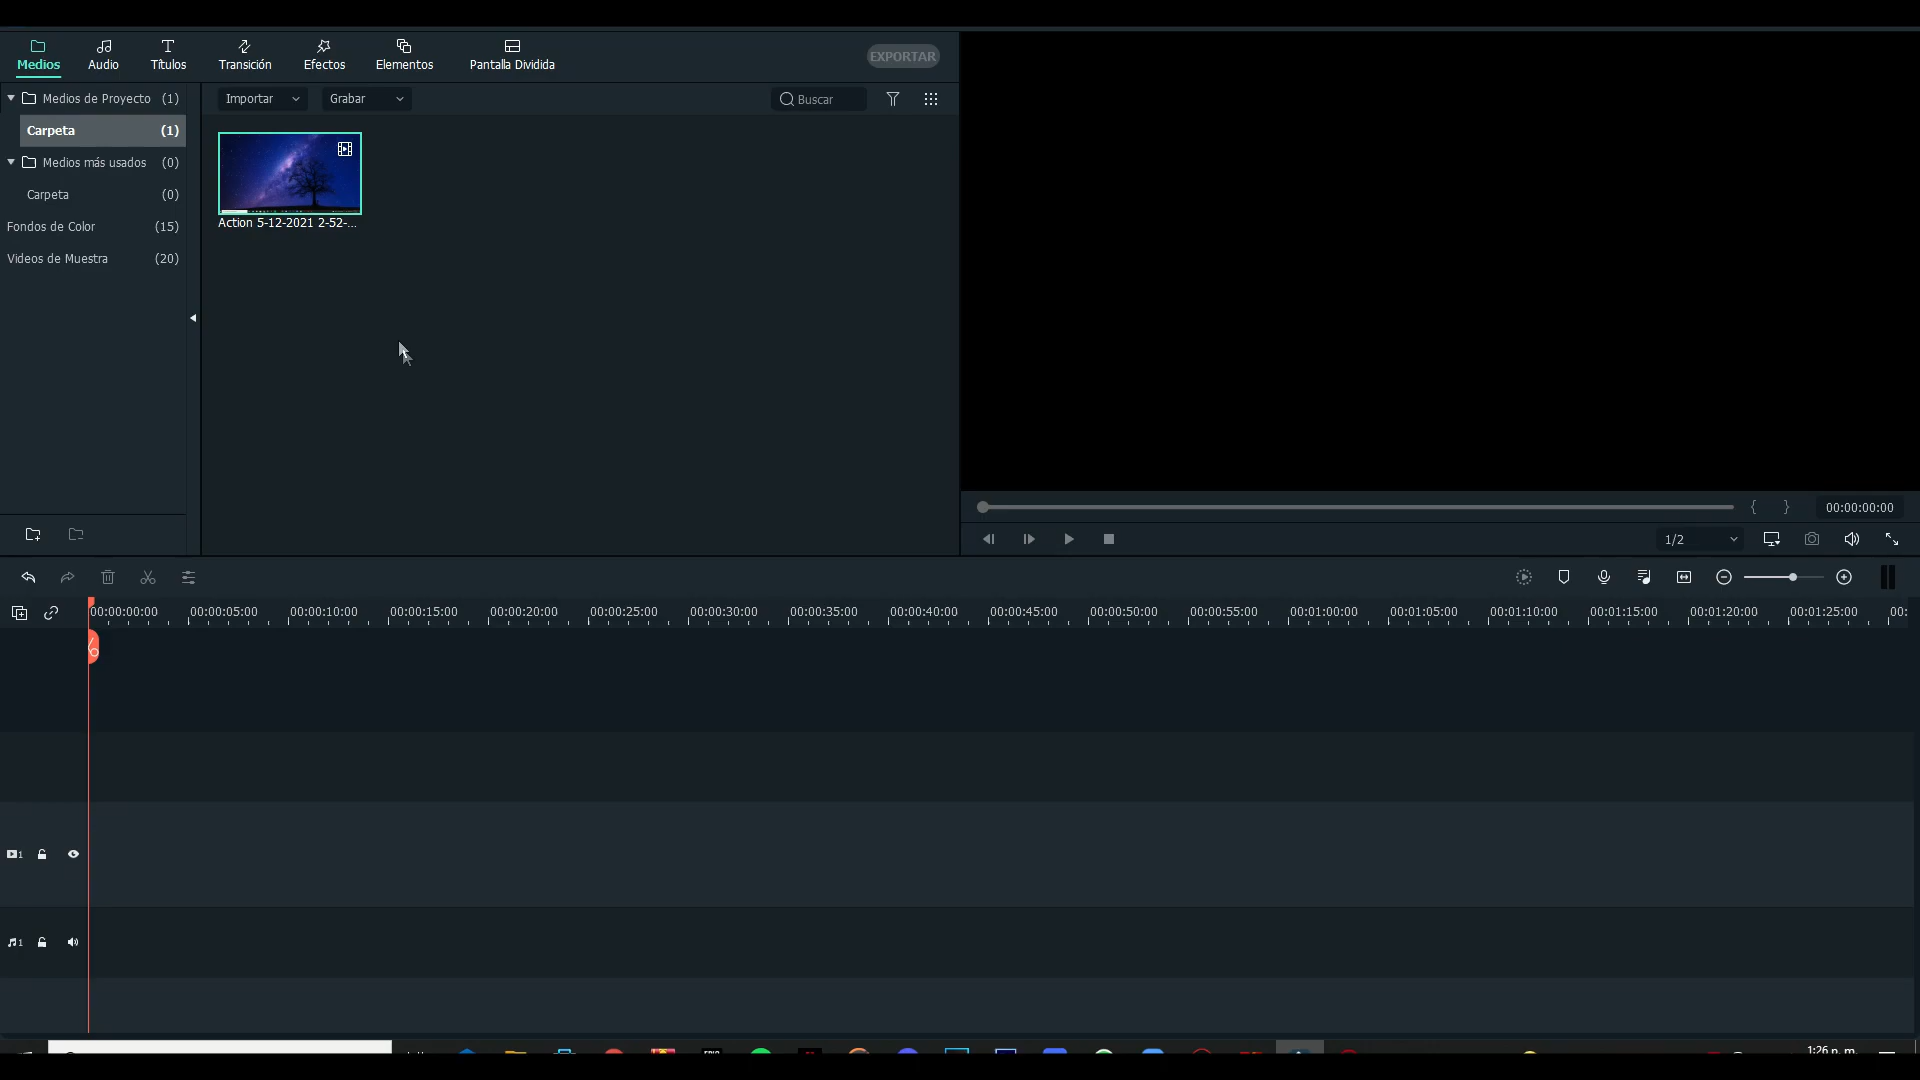 Medios
Audio
Títulos
Transición
Efectos
Elementos
Pantalla Dividida
EXPORTAR
Medios de Proyecto (1)
Carpeta (1)
Medios más usados (0)
Carpeta (0)
Fondos de Color (15)
Videos de Muestra (20)
Importar
Grabar
Buscar
Action 5-12-2021 2-52-...
{ } 00:00:00:00
1/2
00:00:00:00 00:00:05:00 00:00:10:00 00:00:15:00 00:00:20:00 00:00:25:00 00:00:30:00 00:00:35:00 00:00:40:00 00:00:45:00 00:00:50:00 00:00:55:00 00:01:00:00 00:01:05:00 00:01:10:00 00:01:15:00 00:01:20:00 00:01:25:00 00:
1
1
1:26 p. m.